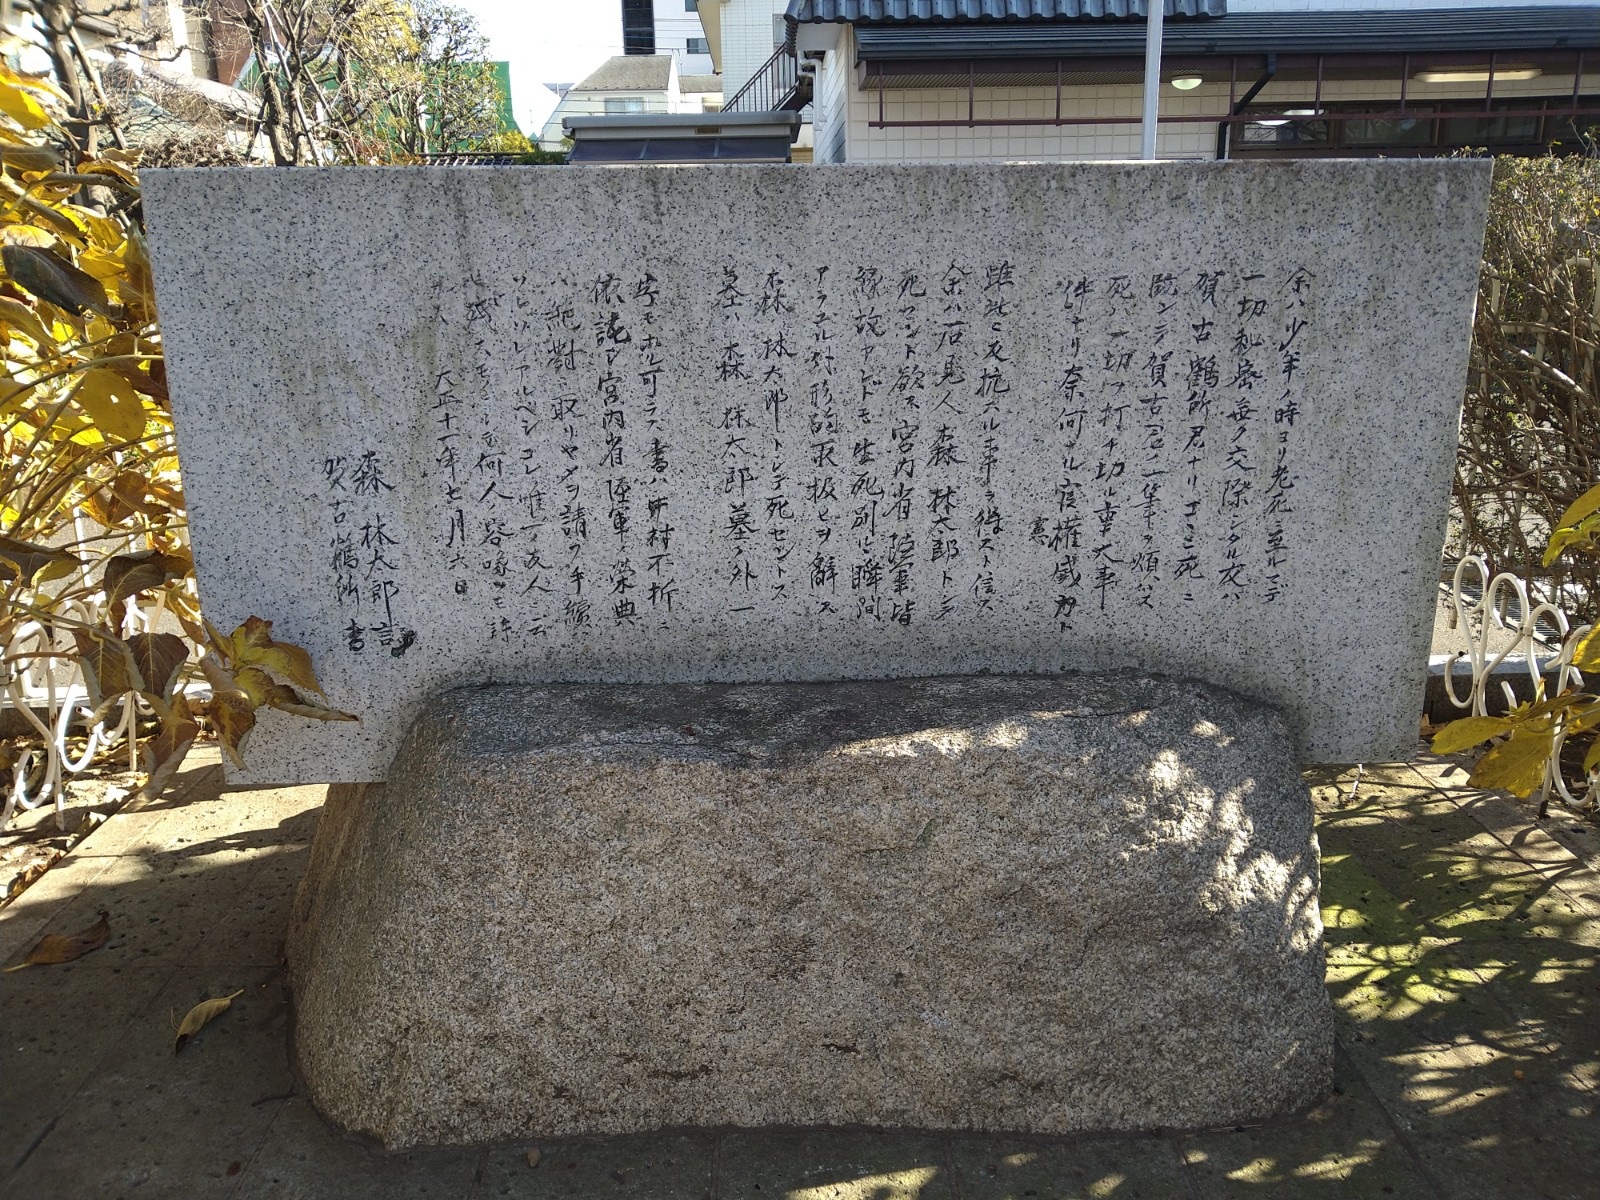 余ハ少年ノ時ヨリ老死ニ至ルマデ
一切秘密無ク交際シタル友ハ
賀古鶴所君ナリコヽニ死ニ
臨ンデ賀古君ノ一筆ヲ煩ハス
死ハ一切ヲ打チ切ル重大事
件ナリ奈何ナル官憲権威力ト
雖此ニ反抗スル事ヲ得スト信ス
余ハ石見人森林太郎トシテ
死セント欲ス宮内省陸軍皆
縁故アレドモ生死別ルヽ瞬間
アラユル外形的取扱ヒヲ辭ス
森林太郎トシテ死セントス
墓ハ森林太郎墓ノ外一
字モホル可ラス書ハ中村不折ニ
依託シ宮内省陸軍ノ榮典
ハ絶對ニ取リヤメヲ請フ手續ハ
ソレゾレアルベシコレ唯一ノ友人ニ云
ヒ残スモノニシテ何人ノ容喙ヲモ許
サス
大正十一年七月六日
森林太郎言
賀古鶴所書